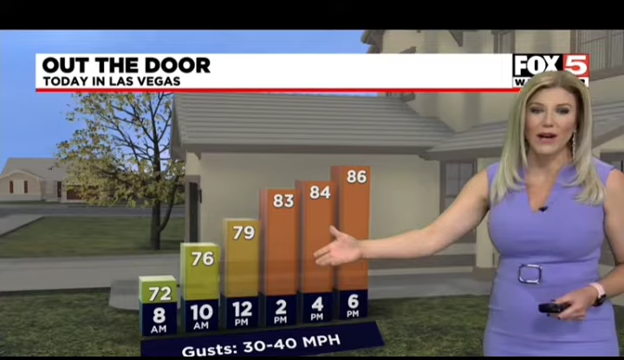 OUT THE DOOR
TODAY IN LAS VEGAS
FOX 5
72 76 79 83 84 86
8 10 12 2 4 6
AM AM PM PM PM PM
Gusts: 30-40 MPH